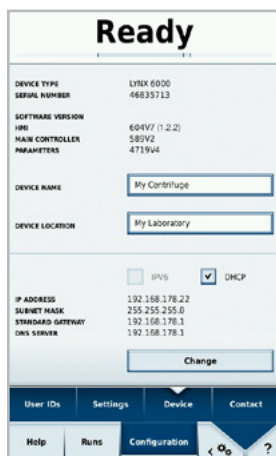 Ready
DEVICE TYPE LYNX 6000
SERIAL NUMBER 46835713
SOFTWARE VERSION
HMI 604V7 (1.2.2)
MAIN CONTROLLER 589V2
PARAMETERS 4719V4
DEVICE NAME My Centrifuge
DEVICE LOCATION My Laboratory
IPV6 DHCP
IP ADDRESS 192.168.178.22
SUBNET MASK 255.255.255.0
STANDARD GATEWAY 192.168.178.1
DNS SERVER 192.168.178.1
Change
User IDs Settings Device Contact
Help Runs Configuration < ?